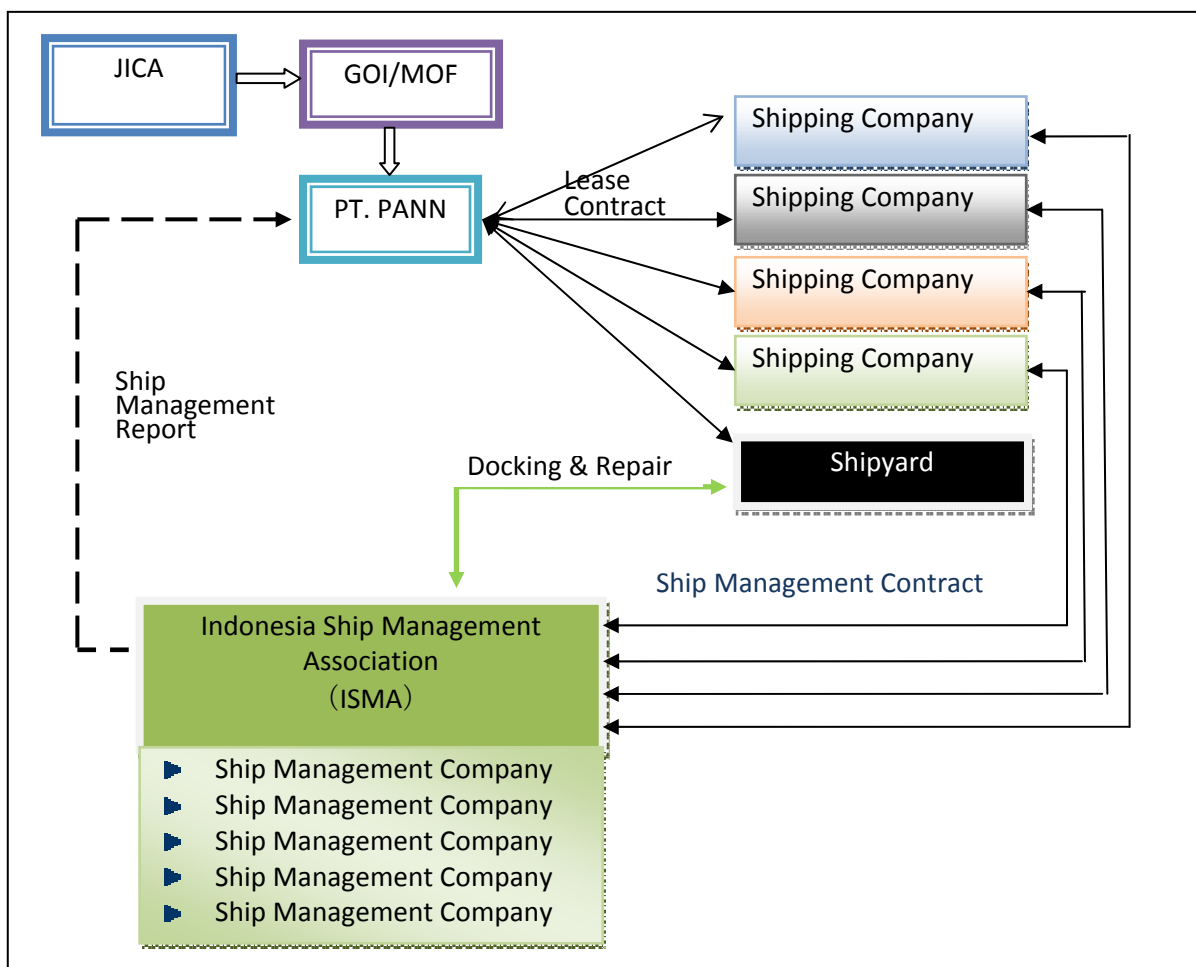 JICA
GOI/MOF
PT. PANN
Lease
Contract
Shipping Company
Shipping Company
Shipping Company
Shipping Company
Shipyard
Ship
Management
Report
Docking & Repair
Ship Management Contract
Indonesia Ship Management
Association
（ISMA）
Ship Management Company
Ship Management Company
Ship Management Company
Ship Management Company
Ship Management Company